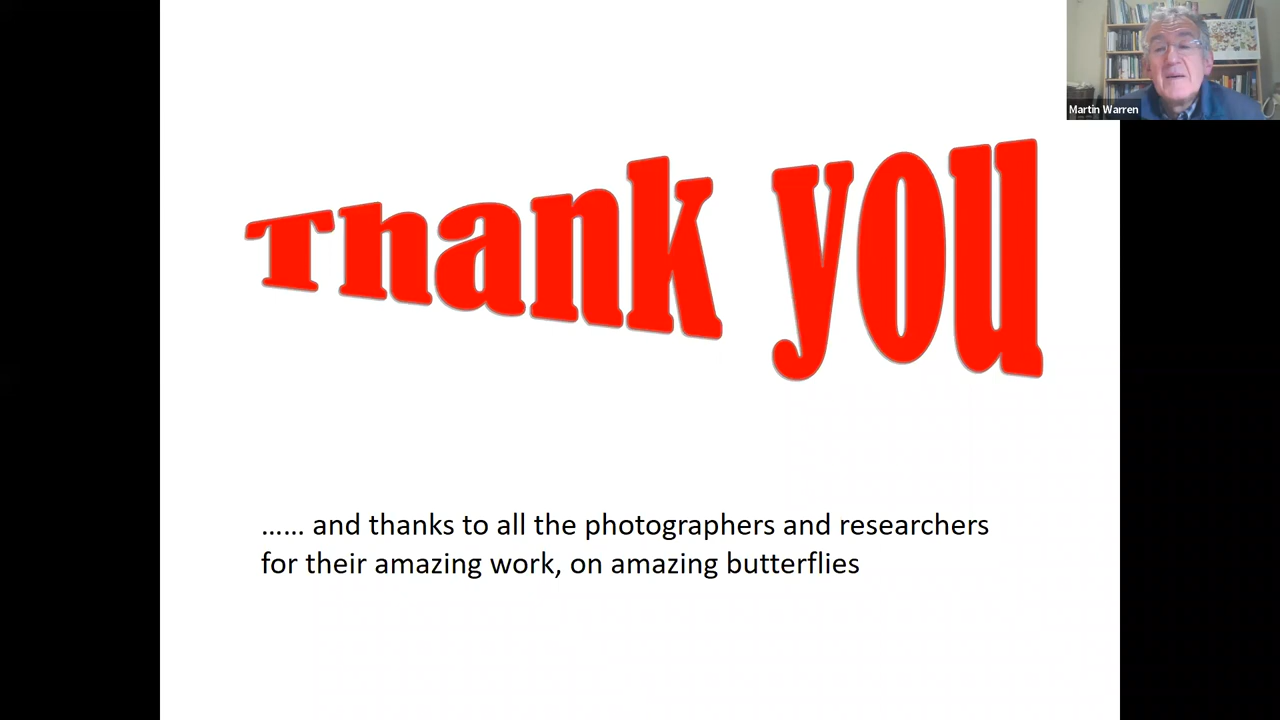 Martin Warren
Thank you
...... and thanks to all the photographers and researchers
for their amazing work, on amazing butterflies